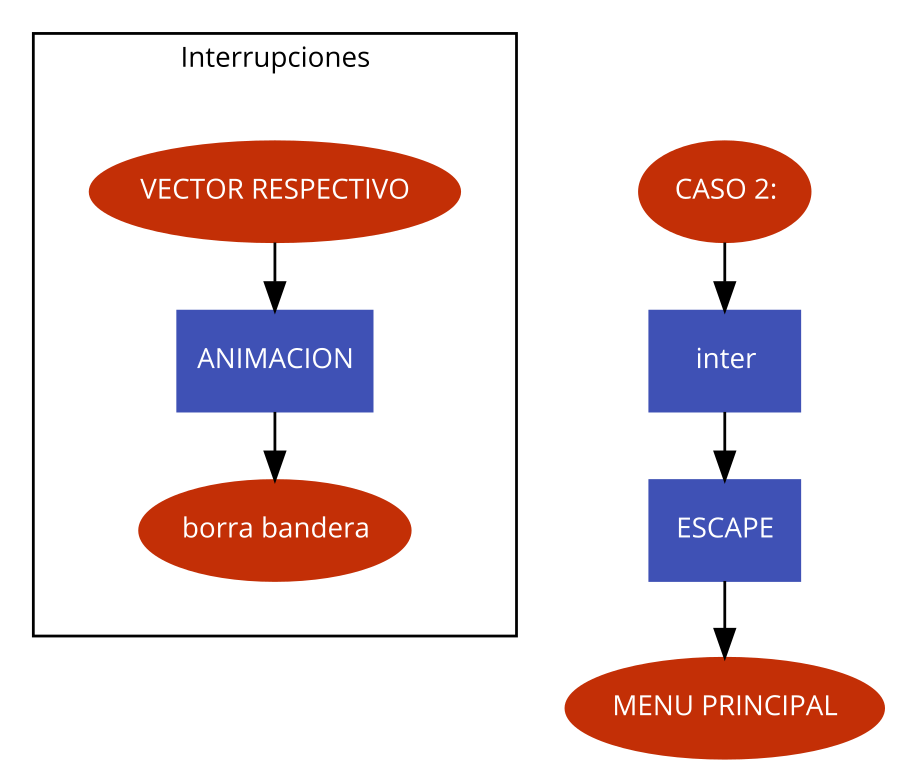 Interrupciones
VECTOR RESPECTIVO
ANIMACION
borra bandera
CASO 2:
inter
ESCAPE
MENU PRINCIPAL